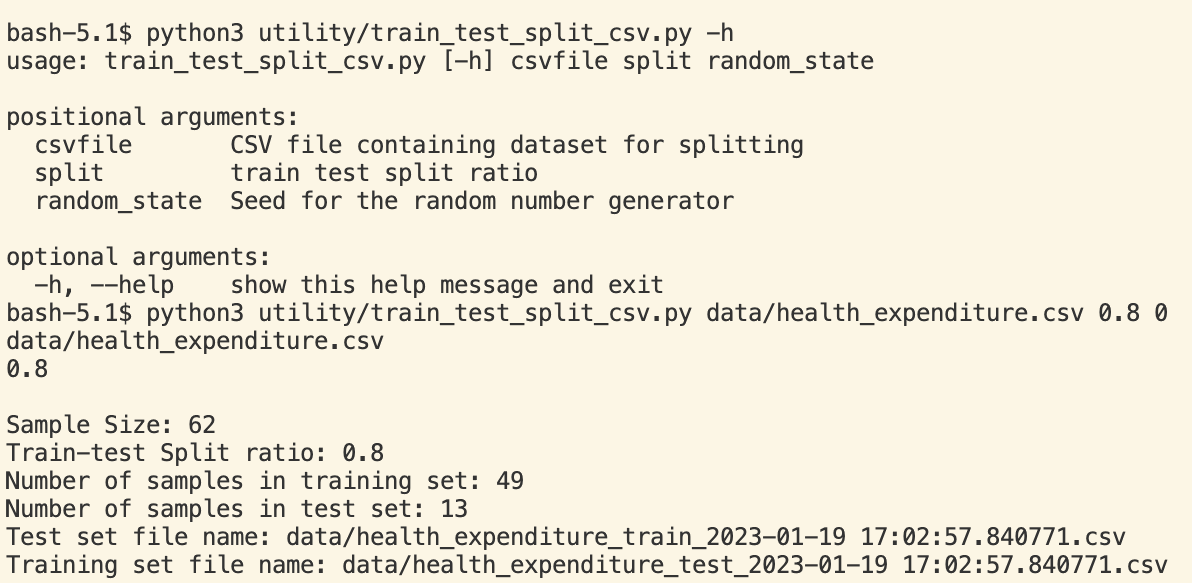 bash-5.1$ python3 utility/train_test_split_csv.py -h
usage: train_test_split_csv.py [-h] csvfile split random_state
positional arguments:
  csvfile       CSV file containing dataset for splitting
  split         train test split ratio
  random_state  Seed for the random number generator
optional arguments:
  -h, --help    show this help message and exit
bash-5.1$ python3 utility/train_test_split_csv.py data/health_expenditure.csv 0.8 0
data/health_expenditure.csv
0.8
Sample Size: 62
Train-test Split ratio: 0.8
Number of samples in training set: 49
Number of samples in test set: 13
Test set file name: data/health_expenditure_train_2023-01-19 17:02:57.840771.csv
Training set file name: data/health_expenditure_test_2023-01-19 17:02:57.840771.csv